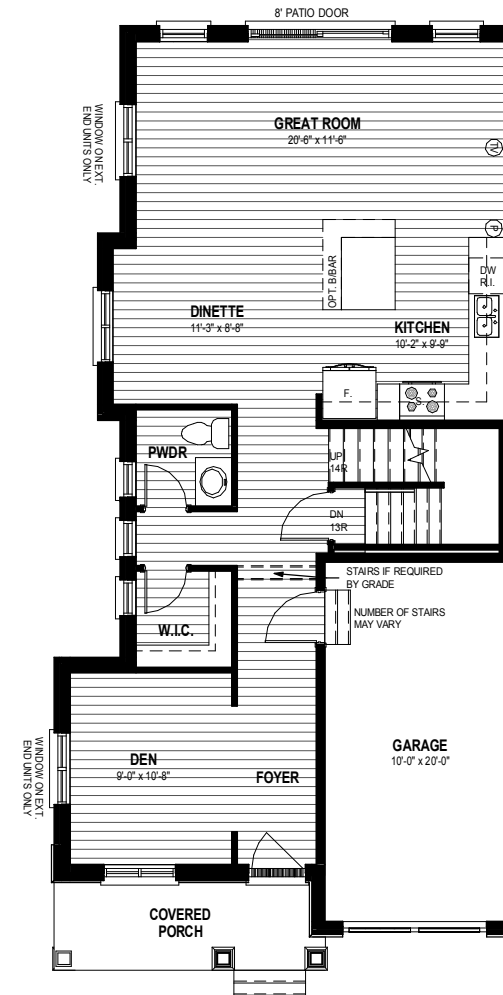 8' PATIO DOOR
WINDOW ON EXT.
END UNITS ONLY
GREAT ROOM
20'-6" x 11'-6"
TV
P
DW
R.I.
OPT. B/BAR
DINETTE
11'-3" x 8'-8"
KITCHEN
10'-2" x 9'-9"
F.
S.
PWDR
UP
14R
DN
13R
STAIRS IF REQUIRED
BY GRADE
NUMBER OF STAIRS
MAY VARY
W.I.C.
WINDOW ON EXT.
END UNITS ONLY
DEN
9'-0" x 10'-8"
FOYER
GARAGE
10'-0" x 20'-0"
COVERED
PORCH